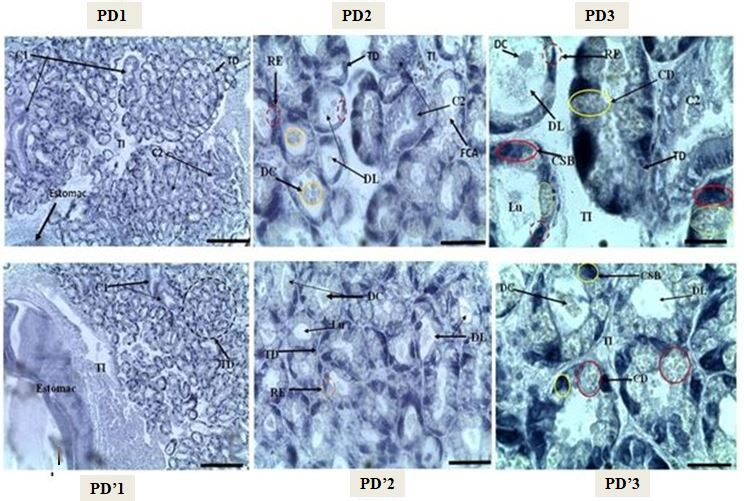 PD1 PD2 PD3
C1 TD
TI
C2
Estomac
RE TD TL
C2
DC DL FCA
DC RE
CD
DL C2
CSB TD
Lu TI
C1
TI
TD
Estomac
DC
Lu
TD DL
RE
CSB
DC DL
TI
CD
PD'1 PD'2 PD'3